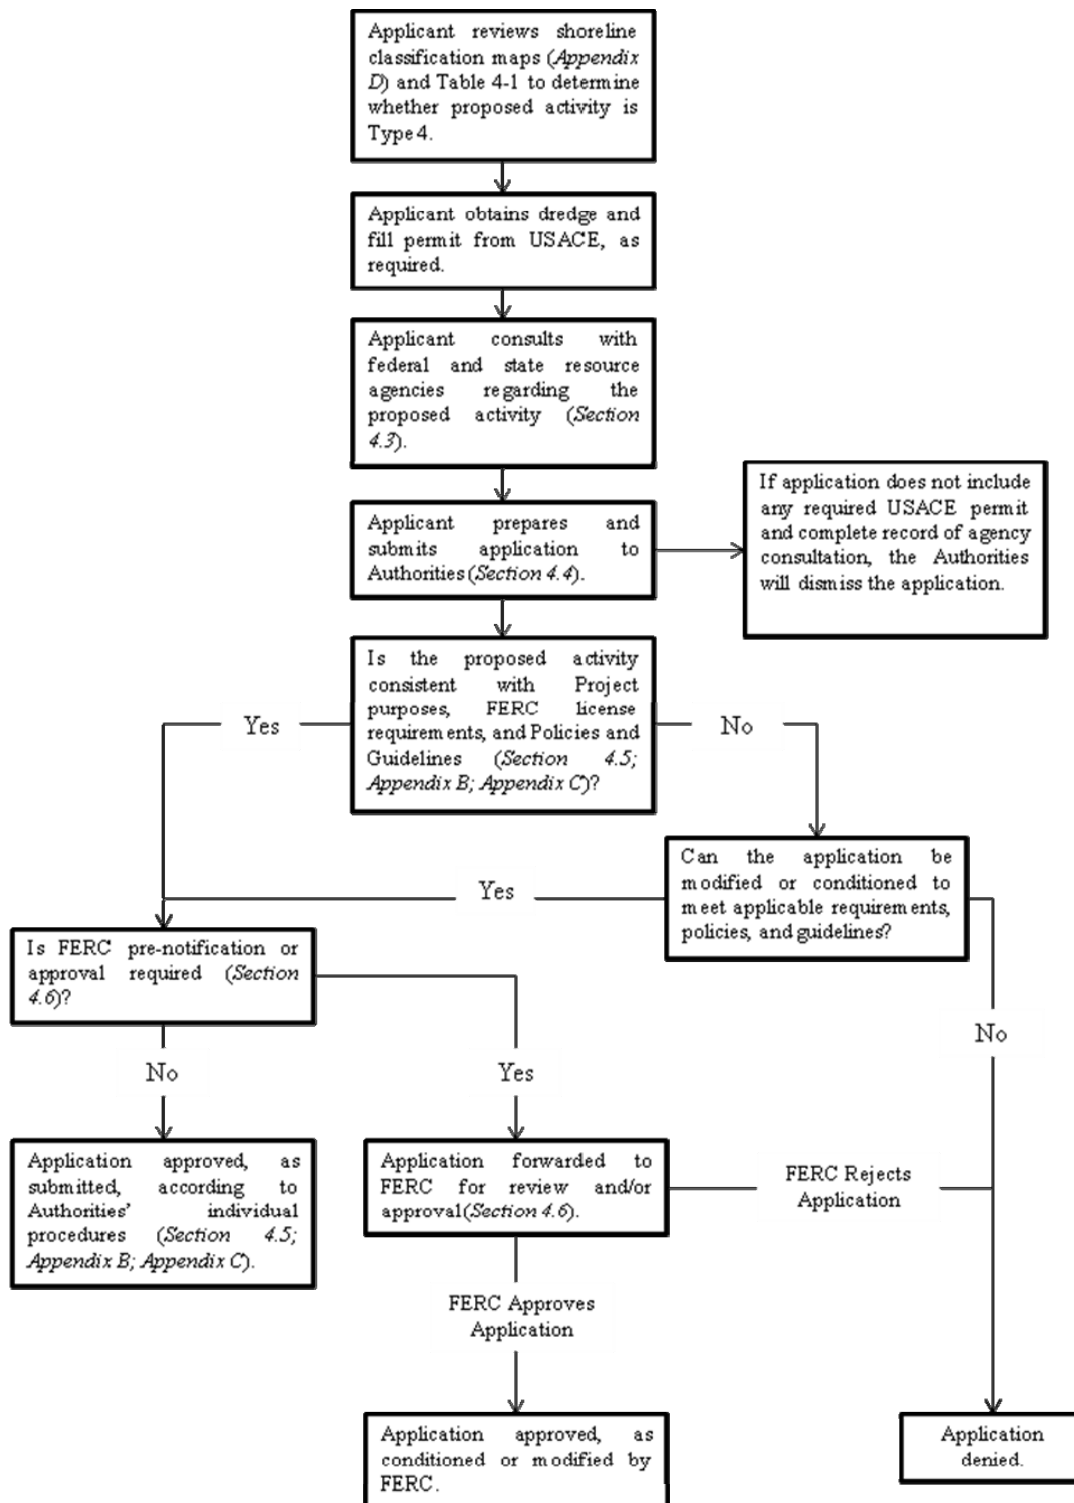 Applicant reviews shoreline
classification maps (Appendix
D) and Table 4-1 to determine
whether proposed activity is
Type 4.
Applicant obtains dredge and
fill permit from USACE, as
required.
Applicant consults with
federal and state resource
agencies regarding the
proposed activity (Section
4.3).
Applicant prepares and
submits application to
Authorities (Section 4.4).
If application does not include
any required USACE permit
and complete record of agency
consultation, the Authorities
will dismiss the application.
Is the proposed activity
consistent with Project
purposes, FERC license
requirements, and Policies and
Guidelines (Section 4.5;
Appendix B; Appendix C)?
Yes
No
Can the application be
modified or conditioned to
meet applicable requirements,
policies, and guidelines?
Yes
No
Is FERC pre-notification or
approval required (Section
4.6)?
No
Yes
Application approved, as
submitted, according to
Authorities' individual
procedures (Section 4.5;
Appendix B; Appendix C).
Application forwarded to
FERC for review and/or
approval (Section 4.6).
FERC Rejects
Application
FERC Approves
Application
Application approved, as
conditioned or modified by
FERC.
Application
denied.